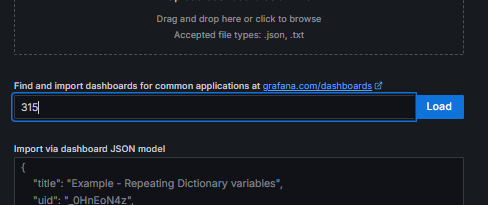 Drag and drop here or click to browse
Accepted file types: .json, .txt
Find and import dashboards for common applications at grafana.com/dashboards
315
Load
Import via dashboard JSON model
{
"title": "Example - Repeating Dictionary variables",
"uid": "_0HnEoN4z",